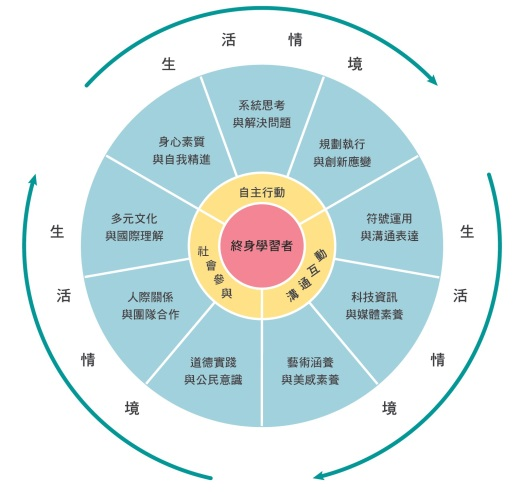 生活情境
系統思考
與解決問題
規劃執行
與創新應變
符號運用
與溝通表達
科技資訊
與媒體素養
藝術涵養
與美感素養
道德實踐
與公民意識
人際關係
與團隊合作
多元文化
與國際理解
身心素質
與自我精進
自主行動
溝通互動
社會參與
終身學習者
生活情境
生活情境